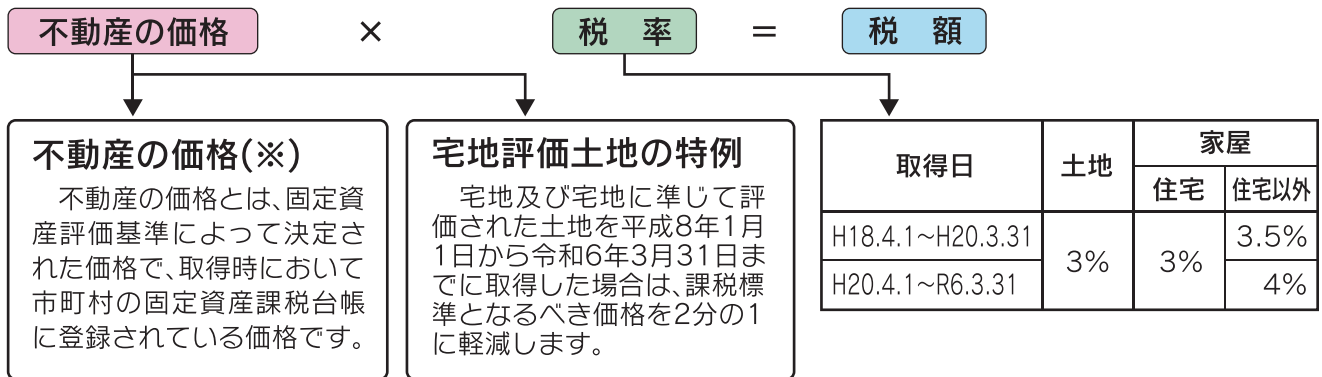 不動産の価格 × 税 率 = 税 額
不動産の価格(※)
不動産の価格とは、固定資
産評価基準によって決定さ
れた価格で、取得時において
市町村の固定資産課税台帳
に登録されている価格です。
宅地評価土地の特例
宅地及び宅地に準じて評
価された土地を平成8年1月
1日から令和6年3月31日ま
でに取得した場合は、課税標
準となるべき価格を2分の1
に軽減します。
取得日 土地 家屋
住宅 住宅以外
H18.4.1~H20.3.31 3% 3% 3.5%
H20.4.1~R6.3.31 4%